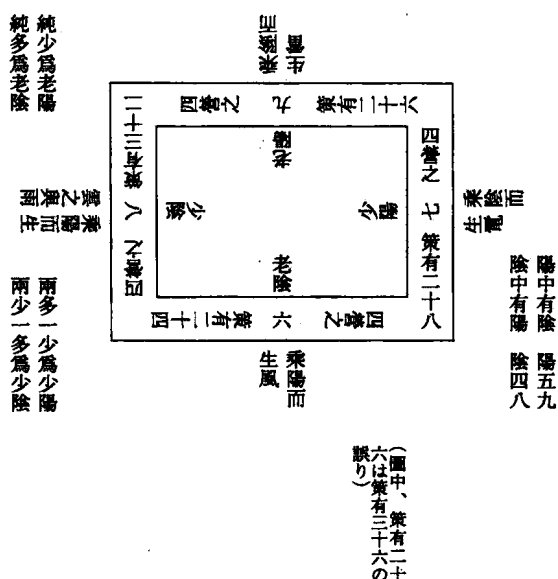 乘陰而
生雷
純少爲老陽
純多爲老陰
四營之 九 策有二十六
老陽
四營之 七 策有二十八
少陽
乘陰而
生電
四營之 八 策有三十二
少陰
乘陽而生
雲之與雨
老陰
四營之 六 策有二十四
乘陽而
生風
陽中有陰 陽五九
陰中有陽 陰四八
兩多一少爲少陽
兩少一多爲少陰
(圖中、策有二十
六は策有三十六の
誤り)